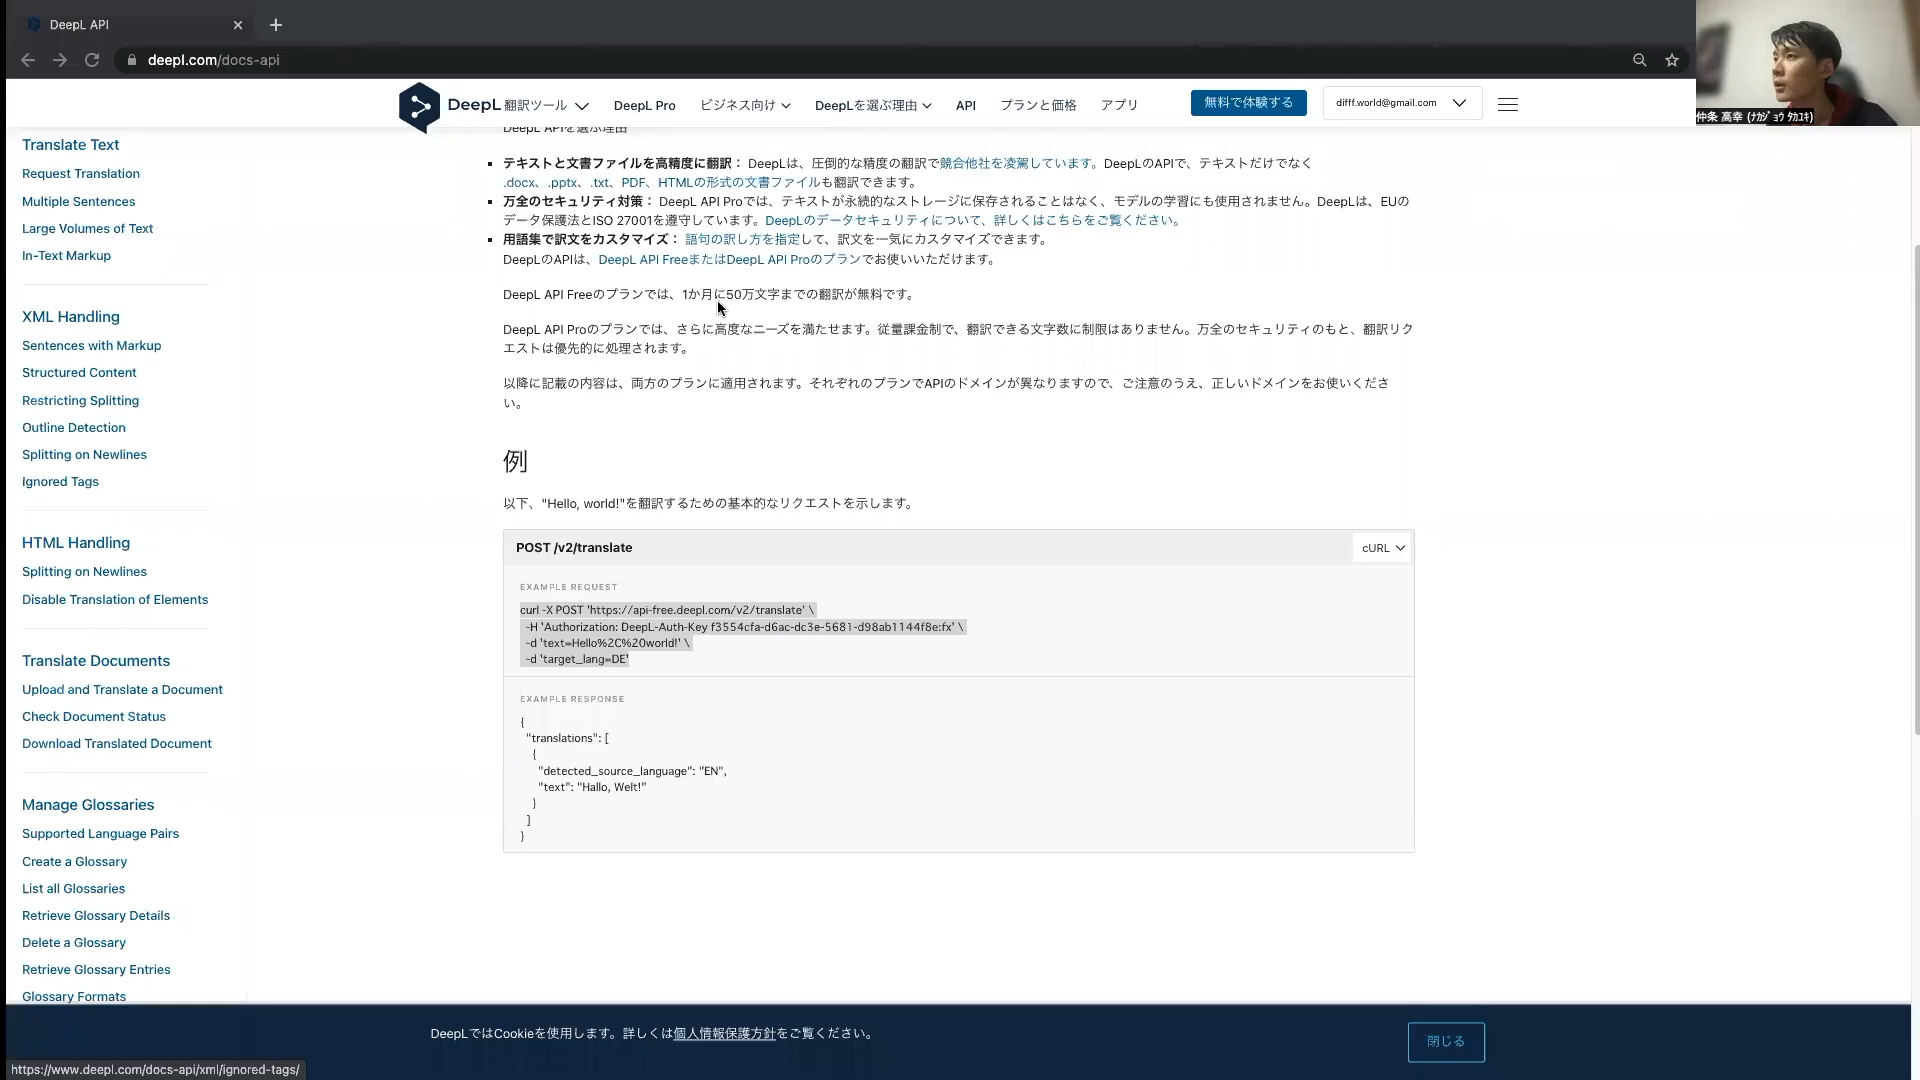 DeepL API
deepl.com/docs-api
DeepL 翻訳ツール
DeepL Pro
ビジネス向け
DeepLを選ぶ理由
API
プランと価格
アプリ
無料で体験する
difff.world@gmail.com
仲条 高幸 (ﾅｶｼﾞｮｳ ﾀｶﾕｷ)
Translate Text
Request Translation
Multiple Sentences
Large Volumes of Text
In-Text Markup
XML Handling
Sentences with Markup
Structured Content
Restricting Splitting
Outline Detection
Splitting on Newlines
Ignored Tags
HTML Handling
Splitting on Newlines
Disable Translation of Elements
Translate Documents
Upload and Translate a Document
Check Document Status
Download Translated Document
Manage Glossaries
Supported Language Pairs
Create a Glossary
List all Glossaries
Retrieve Glossary Details
Delete a Glossary
Retrieve Glossary Entries
Glossary Formats
DeepL APIを選ぶ理由
テキストと文書ファイルを高精度に翻訳： DeepLは、圧倒的な精度の翻訳で競合他社を凌駕しています。DeepLのAPIで、テキストだけでなく
.docx、.pptx、.txt、PDF、HTMLの形式の文書ファイルも翻訳できます。
万全のセキュリティ対策： DeepL API Proでは、テキストが永続的なストレージに保存されることはなく、モデルの学習にも使用されません。DeepLは、EUの
データ保護法とISO 27001を遵守しています。DeepLのデータセキュリティについて、詳しくはこちらをご覧ください。
用語集で訳文をカスタマイズ： 語句の訳し方を指定して、訳文を一気にカスタマイズできます。
DeepLのAPIは、DeepL API FreeまたはDeepL API Proのプランでお使いいただけます。
DeepL API Freeのプランでは、1か月に50万文字までの翻訳が無料です。
DeepL API Proのプランでは、さらに高度なニーズを満たせます。従量課金制で、翻訳できる文字数に制限はありません。万全のセキュリティのもと、翻訳リク
エストは優先的に処理されます。
以降に記載の内容は、両方のプランに適用されます。それぞれのプランでAPIのドメインが異なりますので、ご注意のうえ、正しいドメインをお使いくださ
い。
例
以下、"Hello, world!"を翻訳するための基本的なリクエストを示します。
POST /v2/translate
cURL
EXAMPLE REQUEST
curl -X POST 'https://api-free.deepl.com/v2/translate' \
-H 'Authorization: DeepL-Auth-Key f3554cfa-d6ac-dc3e-5681-d98ab1144f8e:fx' \
-d 'text=Hello%2C%20world!' \
-d 'target_lang=DE'
EXAMPLE RESPONSE
{
"translations": [
{
"detected_source_language": "EN",
"text": "Hallo, Welt!"
}
]
}
DeepLではCookieを使用します。詳しくは個人情報保護方針をご覧ください。
閉じる
https://www.deepl.com/docs-api/xml/ignored-tags/